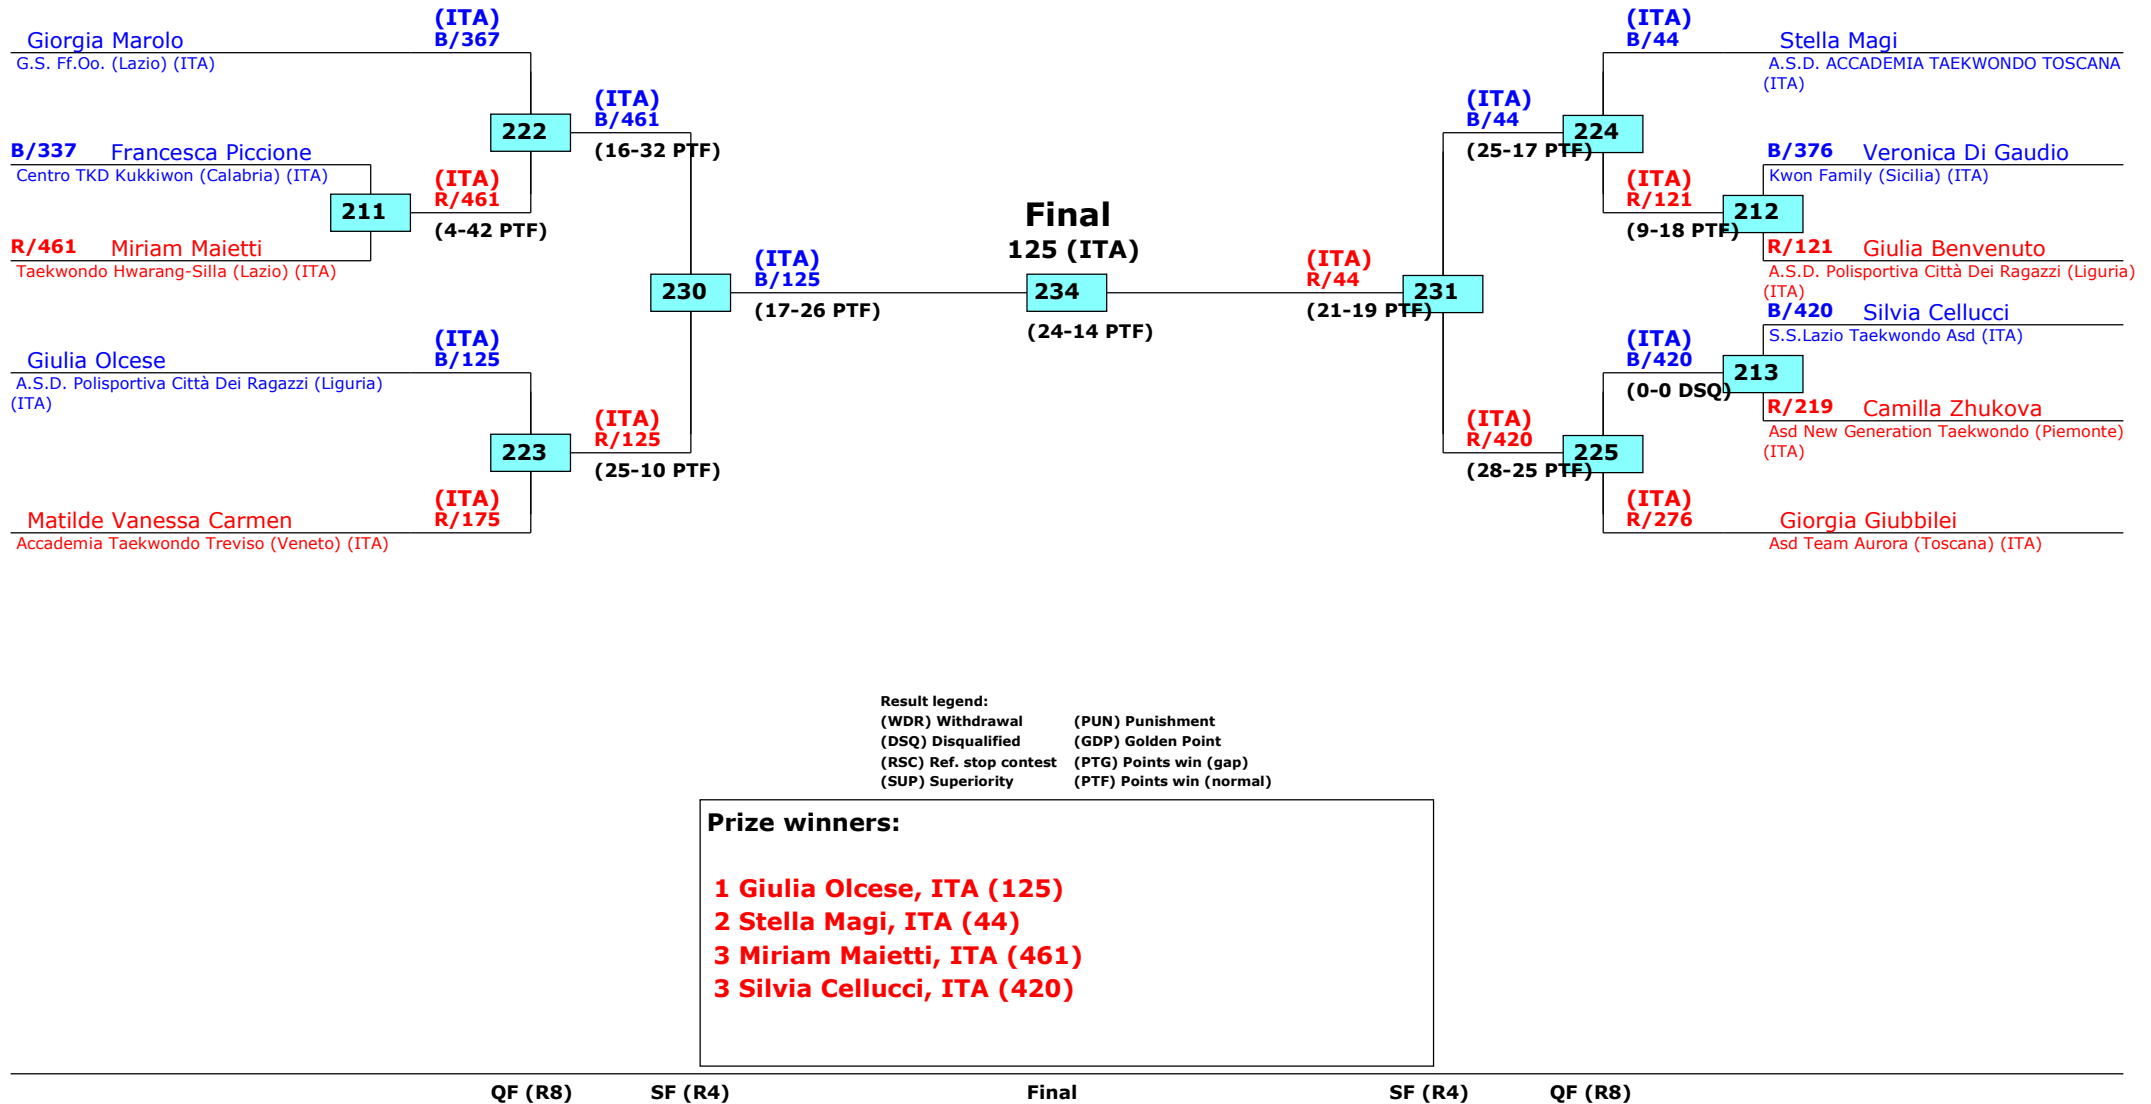 (ITA)
B/367
Giorgia Marolo
G.S. Ff.Oo. (Lazio) (ITA)
222
(ITA)
B/461
(16-32 PTF)
B/337 Francesca Piccione
Centro TKD Kukkiwon (Calabria) (ITA)
211
(ITA)
R/461
(4-42 PTF)
R/461 Miriam Maietti
Taekwondo Hwarang-Silla (Lazio) (ITA)
230
(ITA)
B/125
(17-26 PTF)
(ITA)
B/125
Giulia Olcese
A.S.D. Polisportiva Città Dei Ragazzi (Liguria)
(ITA)
223
(ITA)
R/125
(25-10 PTF)
(ITA)
R/175
Matilde Vanessa Carmen
Accademia Taekwondo Treviso (Veneto) (ITA)
Final
125 (ITA)
234
(24-14 PTF)
(ITA)
R/44
(21-19 PTF)
231
(ITA)
B/44
(25-17 PTF)
224
(ITA)
B/44
Stella Magi
A.S.D. ACCADEMIA TAEKWONDO TOSCANA
(ITA)
B/376 Veronica Di Gaudio
Kwon Family (Sicilia) (ITA)
(ITA)
R/121
(9-18 PTF)
212
R/121 Giulia Benvenuto
A.S.D. Polisportiva Città Dei Ragazzi (Liguria)
(ITA)
B/420 Silvia Cellucci
S.S.Lazio Taekwondo Asd (ITA)
(ITA)
B/420
(0-0 DSQ)
213
R/219 Camilla Zhukova
Asd New Generation Taekwondo (Piemonte)
(ITA)
(ITA)
R/420
(28-25 PTF)
225
(ITA)
R/276
Giorgia Giubbilei
Asd Team Aurora (Toscana) (ITA)
Result legend:
(WDR) Withdrawal (PUN) Punishment
(DSQ) Disqualified (GDP) Golden Point
(RSC) Ref. stop contest (PTG) Points win (gap)
(SUP) Superiority (PTF) Points win (normal)
Prize winners:
1 Giulia Olcese, ITA (125)
2 Stella Magi, ITA (44)
3 Miriam Maietti, ITA (461)
3 Silvia Cellucci, ITA (420)
QF (R8) SF (R4) Final SF (R4) QF (R8)